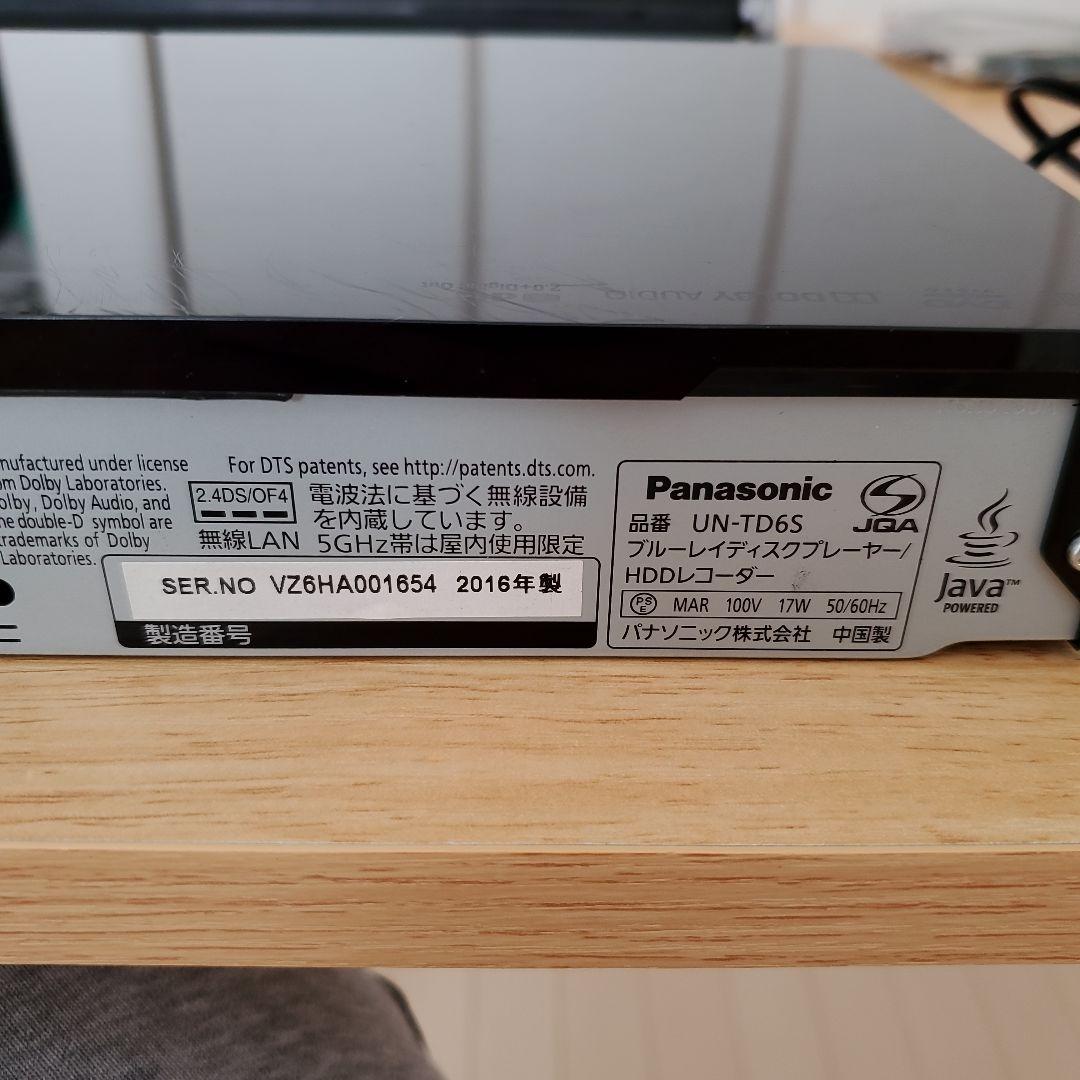 nufactured under license
m Dolby Laboratories.
olby, Dolby Audio, and
he double-D symbol are
trademarks of Dolby
Laboratories.
For DTS patents, see http://patents.dts.com.
2.4DS/OF4
無線LAN
電波法に基づく無線設備
を内蔵しています。
5GHz帯は屋内使用限定
SER.NO VZ6HA001654 2016年製
製造番号
Panasonic
JQA
品番 UN-TD6S
ブルーレイディスクプレーヤー/
HDDレコーダー
PSE MAR 100V 17W 50/60Hz
パナソニック株式会社 中国製
Java™
POWERED